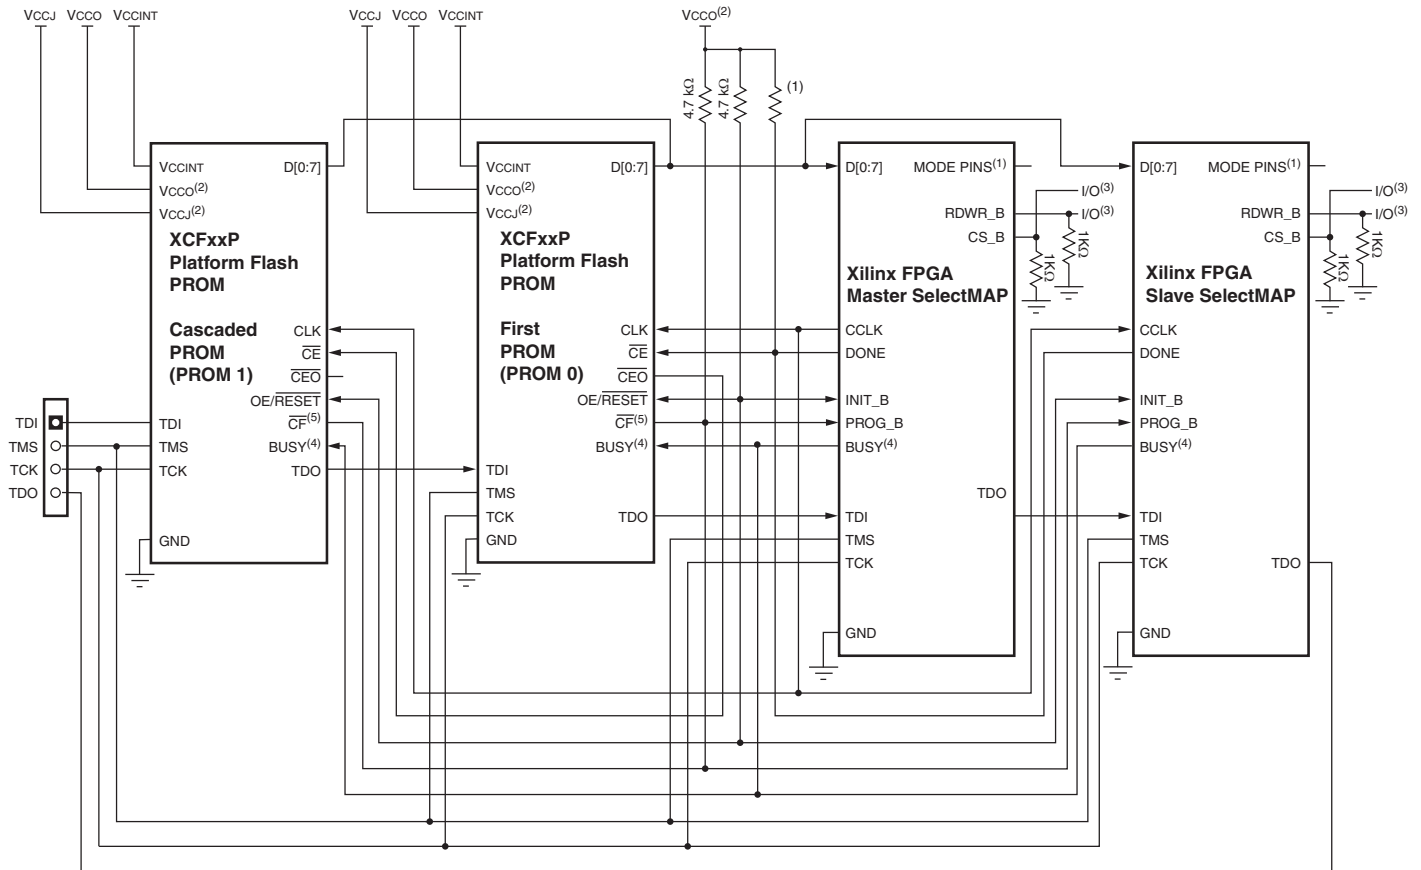 VCCJ VCCO VCCINT
VCCJ VCCO VCCINT
VCCO(2)
4.7 kΩ
4.7 kΩ
(1)
VCCINT
VCCO(2)
VCCJ(2)
D[0:7]
XCFxxP
Platform Flash
PROM
Cascaded
PROM
(PROM 1)
CLK
CE
CEO
OE/RESET
CF(5)
BUSY(4)
TDO
TDI
TMS
TCK
GND
TDI
TMS
TCK
TDO
VCCINT
VCCO(2)
VCCJ(2)
D[0:7]
XCFxxP
Platform Flash
PROM
First
PROM
(PROM 0)
CLK
CE
CEO
OE/RESET
CF(5)
BUSY(4)
TDI
TMS
TCK
TDO
GND
D[0:7]
MODE PINS(1)
RDWR_B
CS_B
I/O(3)
I/O(3)
1KΩ
1KΩ
Xilinx FPGA
Master SelectMAP
CCLK
DONE
INIT_B
PROG_B
BUSY(4)
TDO
TDI
TMS
TCK
GND
D[0:7]
MODE PINS(1)
RDWR_B
CS_B
I/O(3)
I/O(3)
1KΩ
1KΩ
Xilinx FPGA
Slave SelectMAP
CCLK
DONE
INIT_B
PROG_B
BUSY(4)
TDI
TMS
TCK
TDO
GND